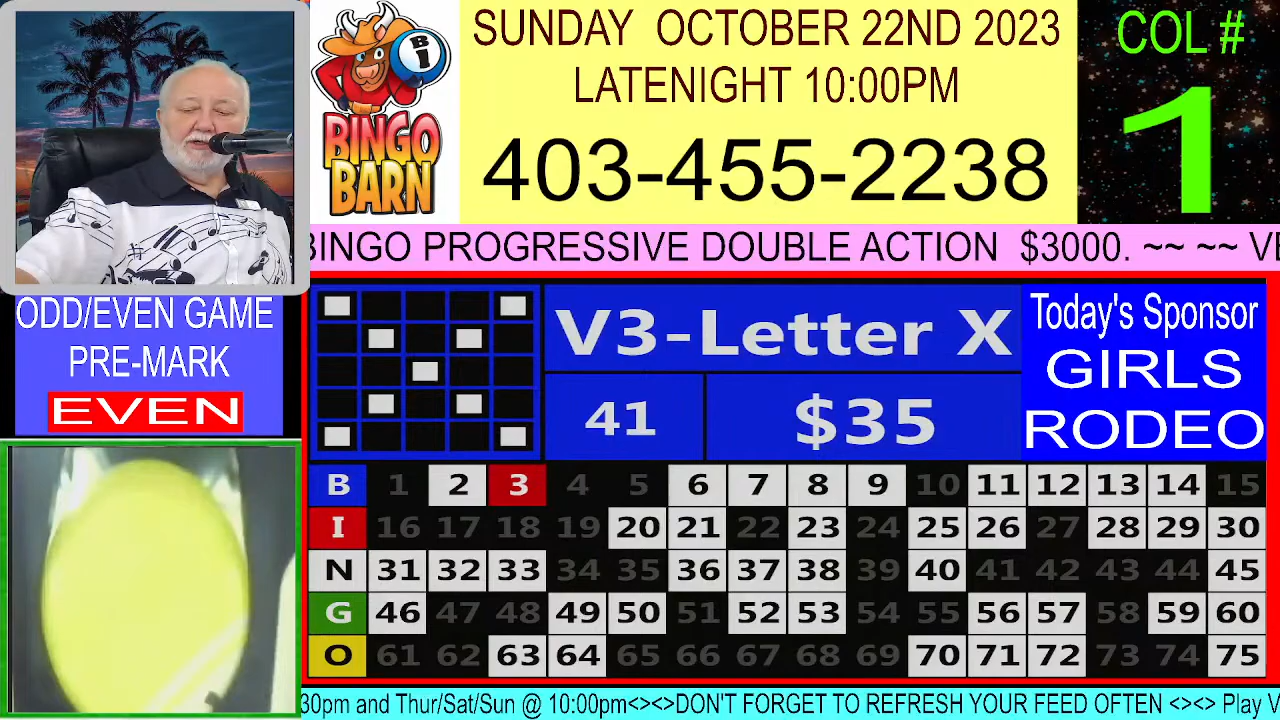 SUNDAY OCTOBER 22ND 2023
LATENIGHT 10:00PM
403-455-2238
COL #
1
BI
BINGO
BARN
BINGO PROGRESSIVE DOUBLE ACTION $3000. ~~ ~~ VE
ODD/EVEN GAME
PRE-MARK
EVEN
V3-Letter X
41 $35
Today's Sponsor
GIRLS
RODEO
B 1 2 3 4 5 6 7 8 9 10 11 12 13 14 15
I 16 17 18 19 20 21 22 23 24 25 26 27 28 29 30
N 31 32 33 34 35 36 37 38 39 40 41 42 43 44 45
G 46 47 48 49 50 51 52 53 54 55 56 57 58 59 60
O 61 62 63 64 65 66 67 68 69 70 71 72 73 74 75
30pm and Thur/Sat/Sun @ 10:00pm<><>DON'T FORGET TO REFRESH YOUR FEED OFTEN <><> Play V